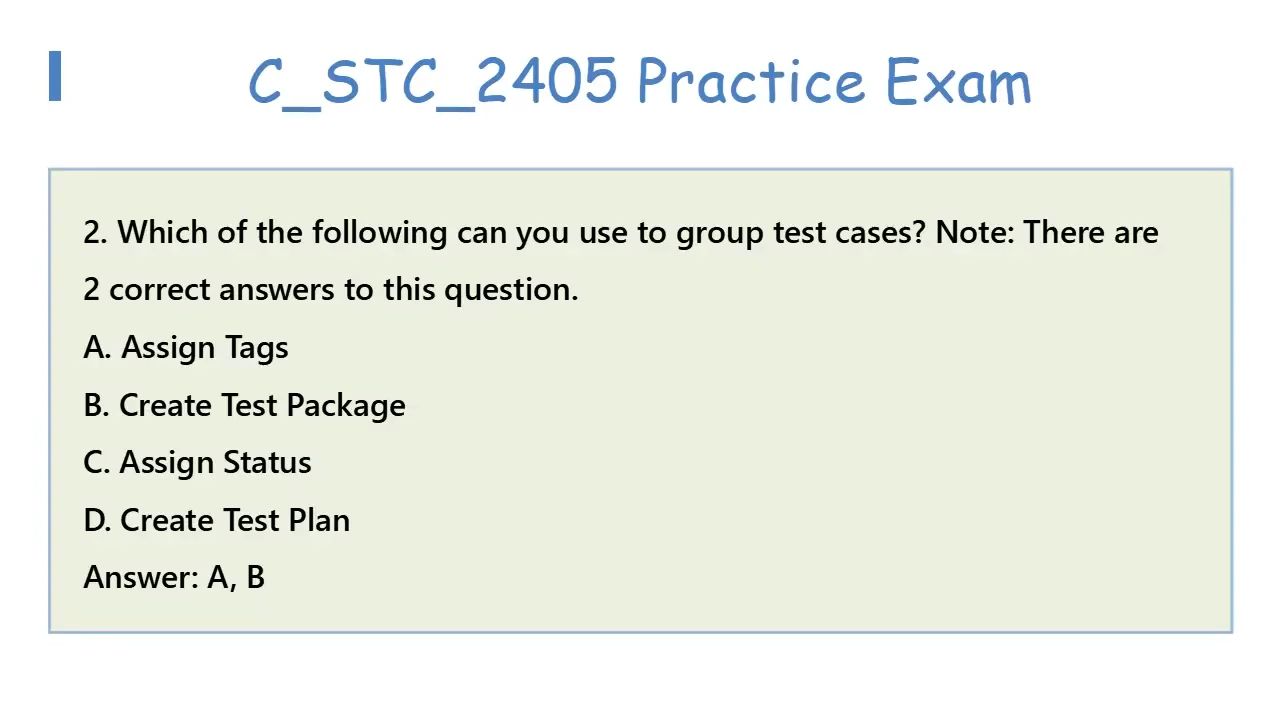 C_STC_2405 Practice Exam
2. Which of the following can you use to group test cases? Note: There are
2 correct answers to this question.
A. Assign Tags
B. Create Test Package
C. Assign Status
D. Create Test Plan
Answer: A, B